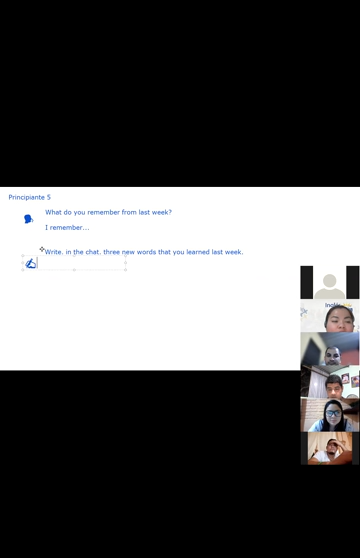 Principiante 5
What do you remember from last week?
I remember...
Write, in the chat, three new words that you learned last week.